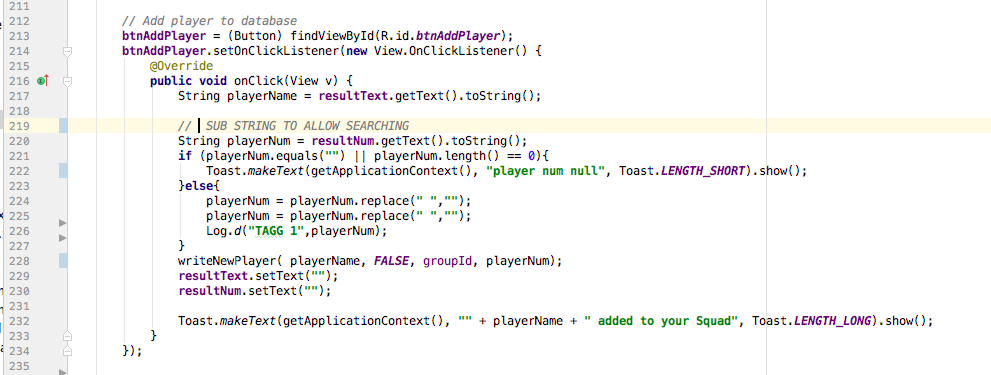 211
212 // Add player to database
213 btnAddPlayer = (Button) findViewById(R.id.btnAddPlayer);
214 btnAddPlayer.setOnClickListener(new View.OnClickListener() {
215 @Override
216 public void onClick(View v) {
217 String playerName = resultText.getText().toString();
218
219 // SUB STRING TO ALLOW SEARCHING
220 String playerNum = resultNum.getText().toString();
221 if (playerNum.equals("") || playerNum.length() == 0){
222 Toast.makeText(getApplicationContext(), "player num null", Toast.LENGTH_SHORT).show();
223 }else{
224 playerNum = playerNum.replace(" ","");
225 playerNum = playerNum.replace(" ","");
226 Log.d("TAGG 1",playerNum);
227 }
228 writeNewPlayer( playerName, FALSE, groupId, playerNum);
229 resultText.setText("");
230 resultNum.setText("");
231
232 Toast.makeText(getApplicationContext(), "" + playerName + " added to your Squad", Toast.LENGTH_LONG).show();
233 }
234 });
235